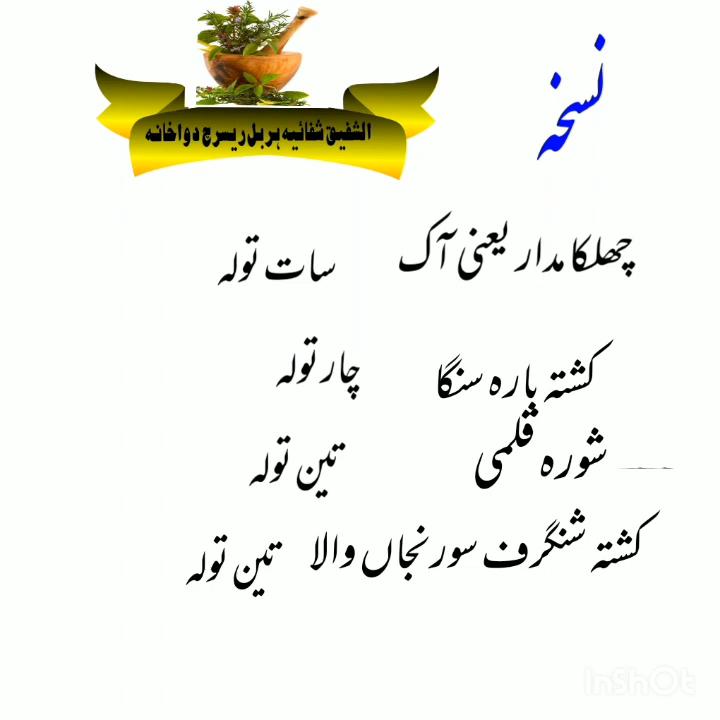 نسخہ
الشفیق شفائیہ ہربل ریسرچ دواخانہ
چھلکا مدار یعنی آک سات تولہ
کشتہ بارہ سنگا چار تولہ
شورہ قلمی تین تولہ
کشتہ شنگرف سورنجاں والا تین تولہ
InShOt